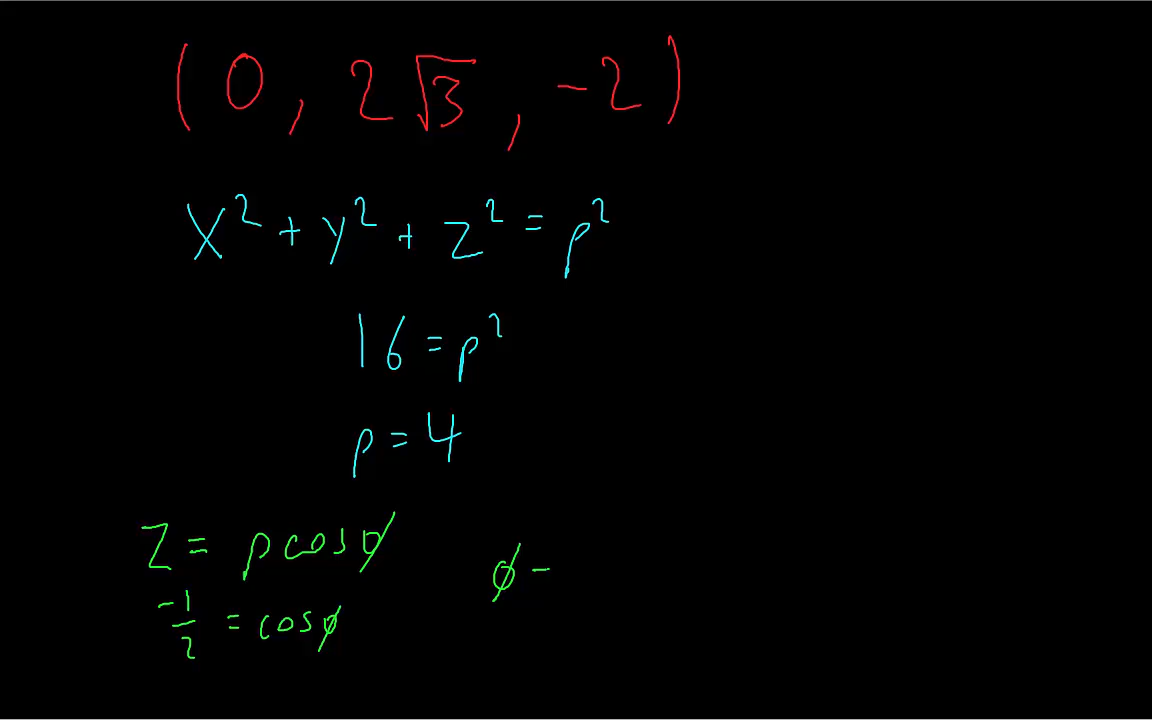 (0, 2√3, -2)
x² + y² + z² = ρ²
16 = ρ²
ρ = 4
z = ρcosφ
-1/2 = cosφ
φ -